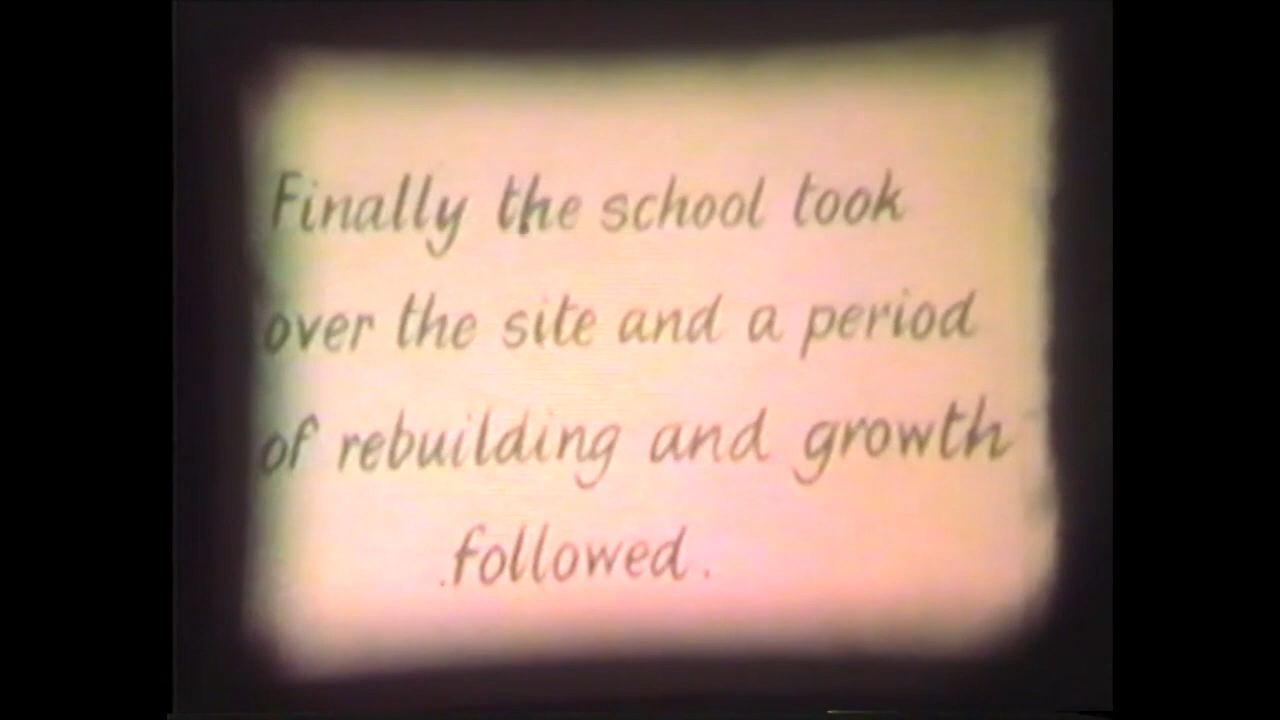 Finally the school took
over the site and a period
of rebuilding and growth
followed.